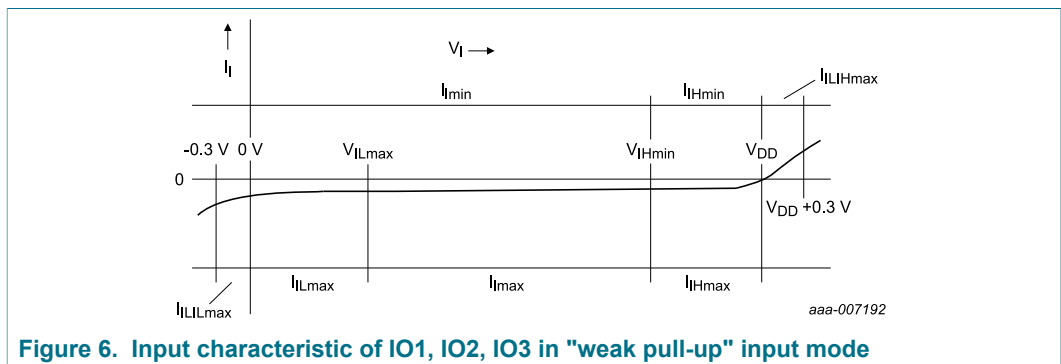 V_I →
I_I
I_ILIHmax
I_Imin
I_IHmin
-0.3 V 0 V
V_ILmax
V_IHmin
V_DD
0
V_DD +0.3 V
I_ILmax
I_Imax
I_IHmax
I_ILILmax
aaa-007192
Figure 6. Input characteristic of IO1, IO2, IO3 in "weak pull-up" input mode